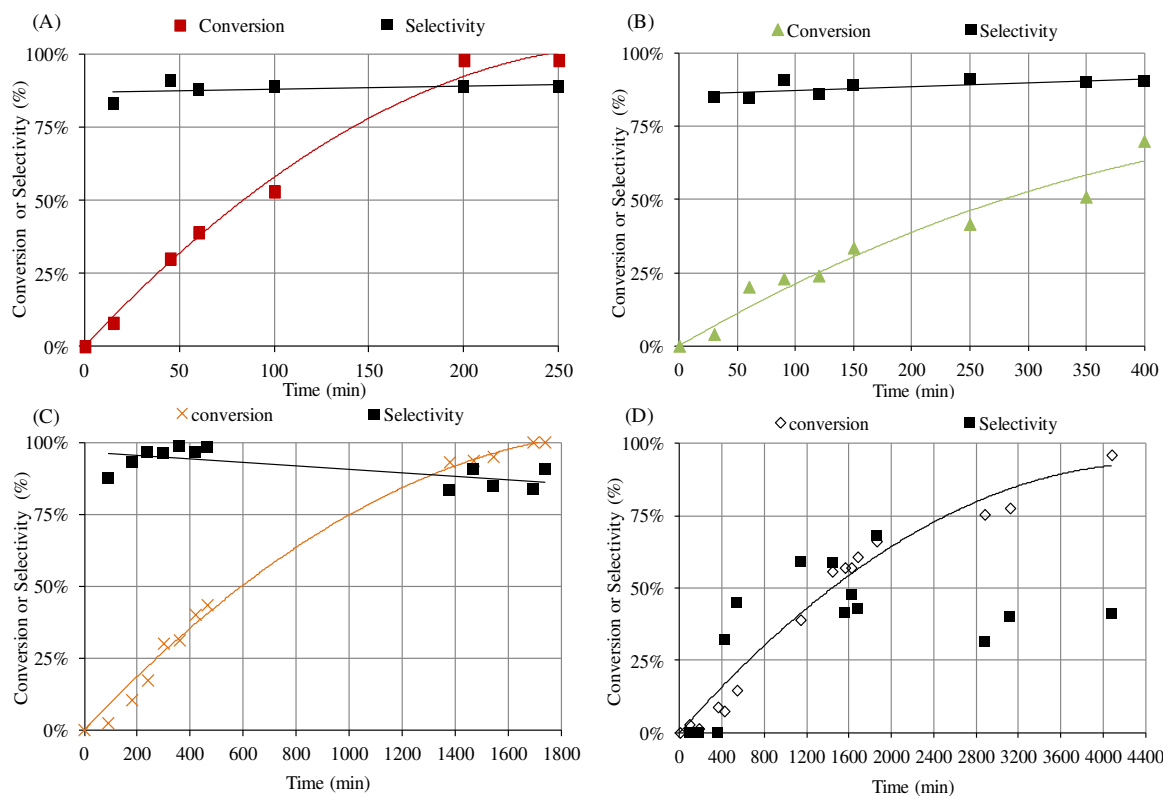 (A)
Conversion Selectivity
Conversion or Selectivity (%)
100%
75%
50%
25%
0%
0 50 100 150 200 250
Time (min)
(B)
Conversion Selectivity
Conversion or Selectivity (%)
100%
75%
50%
25%
0%
0 50 100 150 200 250 300 350 400
Time (min)
(C)
conversion Selectivity
Conversion or Selectivity (%)
100%
75%
50%
25%
0%
0 200 400 600 800 1000 1200 1400 1600 1800
Time (min)
(D)
conversion Selectivity
Conversion or Selectivity (%)
100%
75%
50%
25%
0%
0 400 800 1200 1600 2000 2400 2800 3200 3600 4000 4400
Time (min)